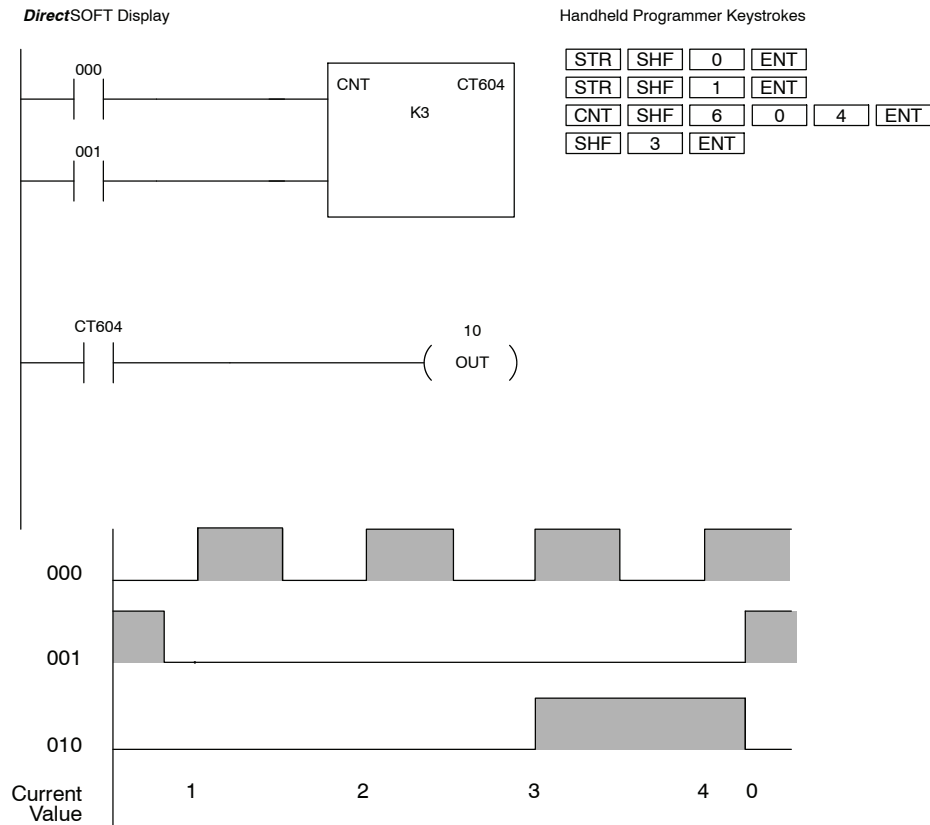 DirectSOFT Display
Handheld Programmer Keystrokes
000
CNT CT604
K3
001
STR SHF 0 ENT
STR SHF 1 ENT
CNT SHF 6 0 4 ENT
SHF 3 ENT
CT604
10
OUT
000
001
010
Current
Value
1 2 3 4 0